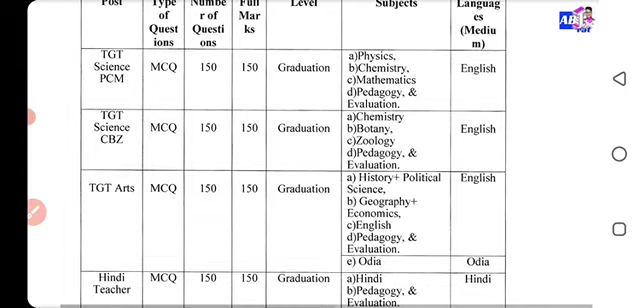 Post Type Numbe Full Level Subjects Languag
of r of Mar es
Quest Questi ks (Mediu
ions ons m)
TGT Science PCM MCQ 150 150 Graduation a)Physics, English
b)Chemistry,
c)Mathematics
d)Pedagogy, &
Evaluation.
TGT Science CBZ MCQ 150 150 Graduation a)Chemistry English
b)Botany,
c)Zoology
d)Pedagogy, &
Evaluation.
TGT Arts MCQ 150 150 Graduation a) History+ Political English
Science,
b) Geography+
Economics,
c)English
d)Pedagogy, &
Evaluation.
e) Odia Odia
Hindi Teacher MCQ 150 150 Graduation a)Hindi Hindi
b)Pedagogy, &
Evaluation.